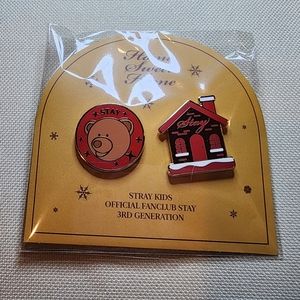 Home
Sweet
Home
STAY
Stay
STRAY KIDS
OFFICIAL FANCLUB STAY
3RD GENERATION